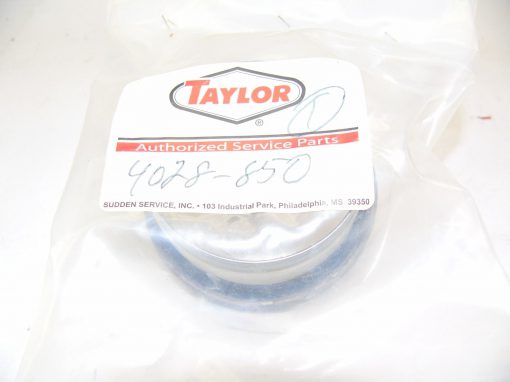 TAYLOR
®
Authorized Service Parts
4028-850
SUDDEN SERVICE, INC. • 103 Industrial Park, Philadelphia, MS 39350